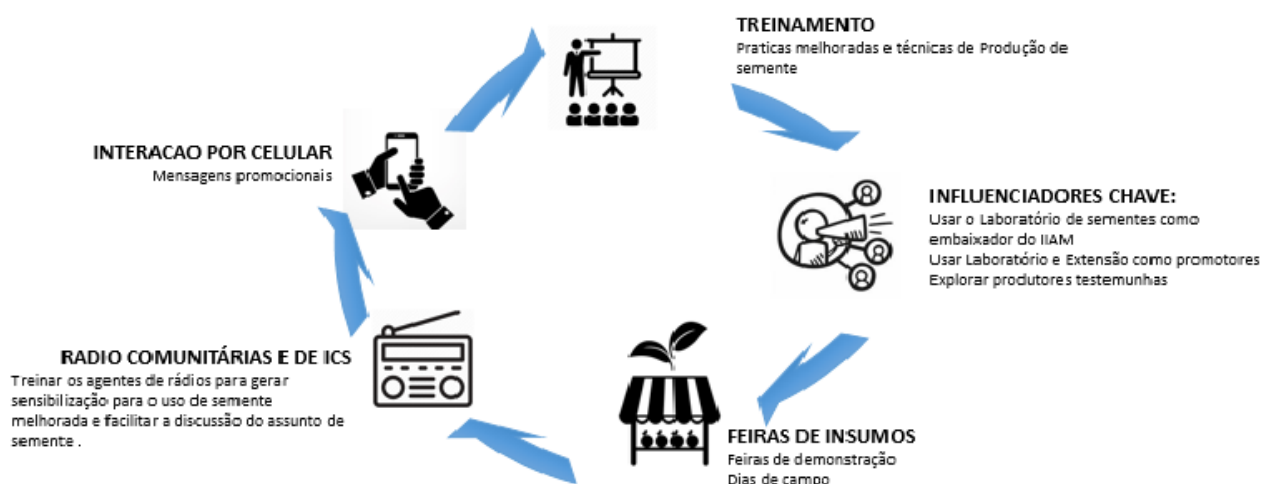 TREINAMENTO
Praticas melhoradas e técnicas de Produção de
semente
INFLUENCIADORES CHAVE:
Usar o Laboratório de sementes como
embaixador do IIAM
Usar Laboratório e Extensão como promotores
Explorar produtores testemunhas
FEIRAS DE INSUMOS
Feiras de demonstração
Dias de campo
RADIO COMUNITÁRIAS E DE ICS
Treinar os agentes de rádios para gerar
sensibilização para o uso de semente
melhorada e facilitar a discussão do assunto de
semente .
INTERACAO POR CELULAR
Mensagens promocionais